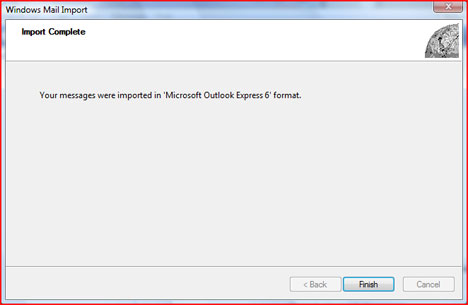 Windows Mail Import
Import Complete
Your messages were imported in 'Microsoft Outlook Express 6' format.
< Back Finish Cancel